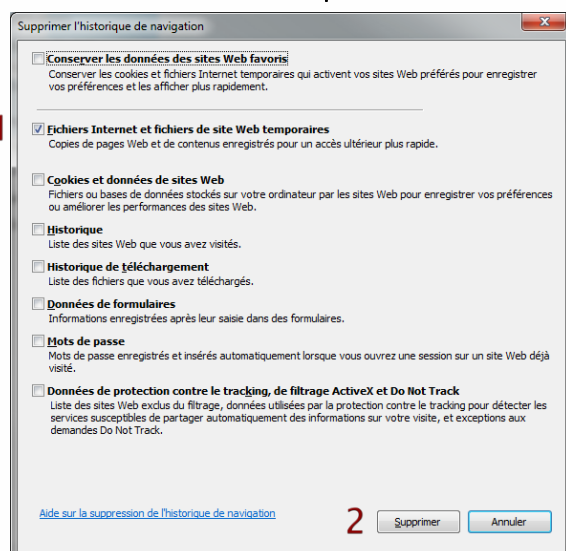 Supprimer l'historique de navigation
Conserver les données des sites Web favoris
Conserver les cookies et fichiers Internet temporaires qui activent vos sites Web préférés pour enregistrer
vos préférences et les afficher plus rapidement.
Fichiers Internet et fichiers de site Web temporaires
Copies de pages Web et de contenus enregistrés pour un accès ultérieur plus rapide.
Cookies et données de sites Web
Fichiers ou bases de données stockés sur votre ordinateur par les sites Web pour enregistrer vos préférences
ou améliorer les performances des sites Web.
Historique
Liste des sites Web que vous avez visités.
Historique de téléchargement
Liste des fichiers que vous avez téléchargés.
Données de formulaires
Informations enregistrées après leur saisie dans des formulaires.
Mots de passe
Mots de passe enregistrés et insérés automatiquement lorsque vous ouvrez une session sur un site Web déjà
visité.
Données de protection contre le tracking, de filtrage ActiveX et Do Not Track
Liste des sites Web exclus du filtrage, données utilisées par la protection contre le tracking pour détecter les
services susceptibles de partager automatiquement des informations sur votre visite, et exceptions aux
demandes Do Not Track.
Aide sur la suppression de l'historique de navigation 2 Supprimer Annuler